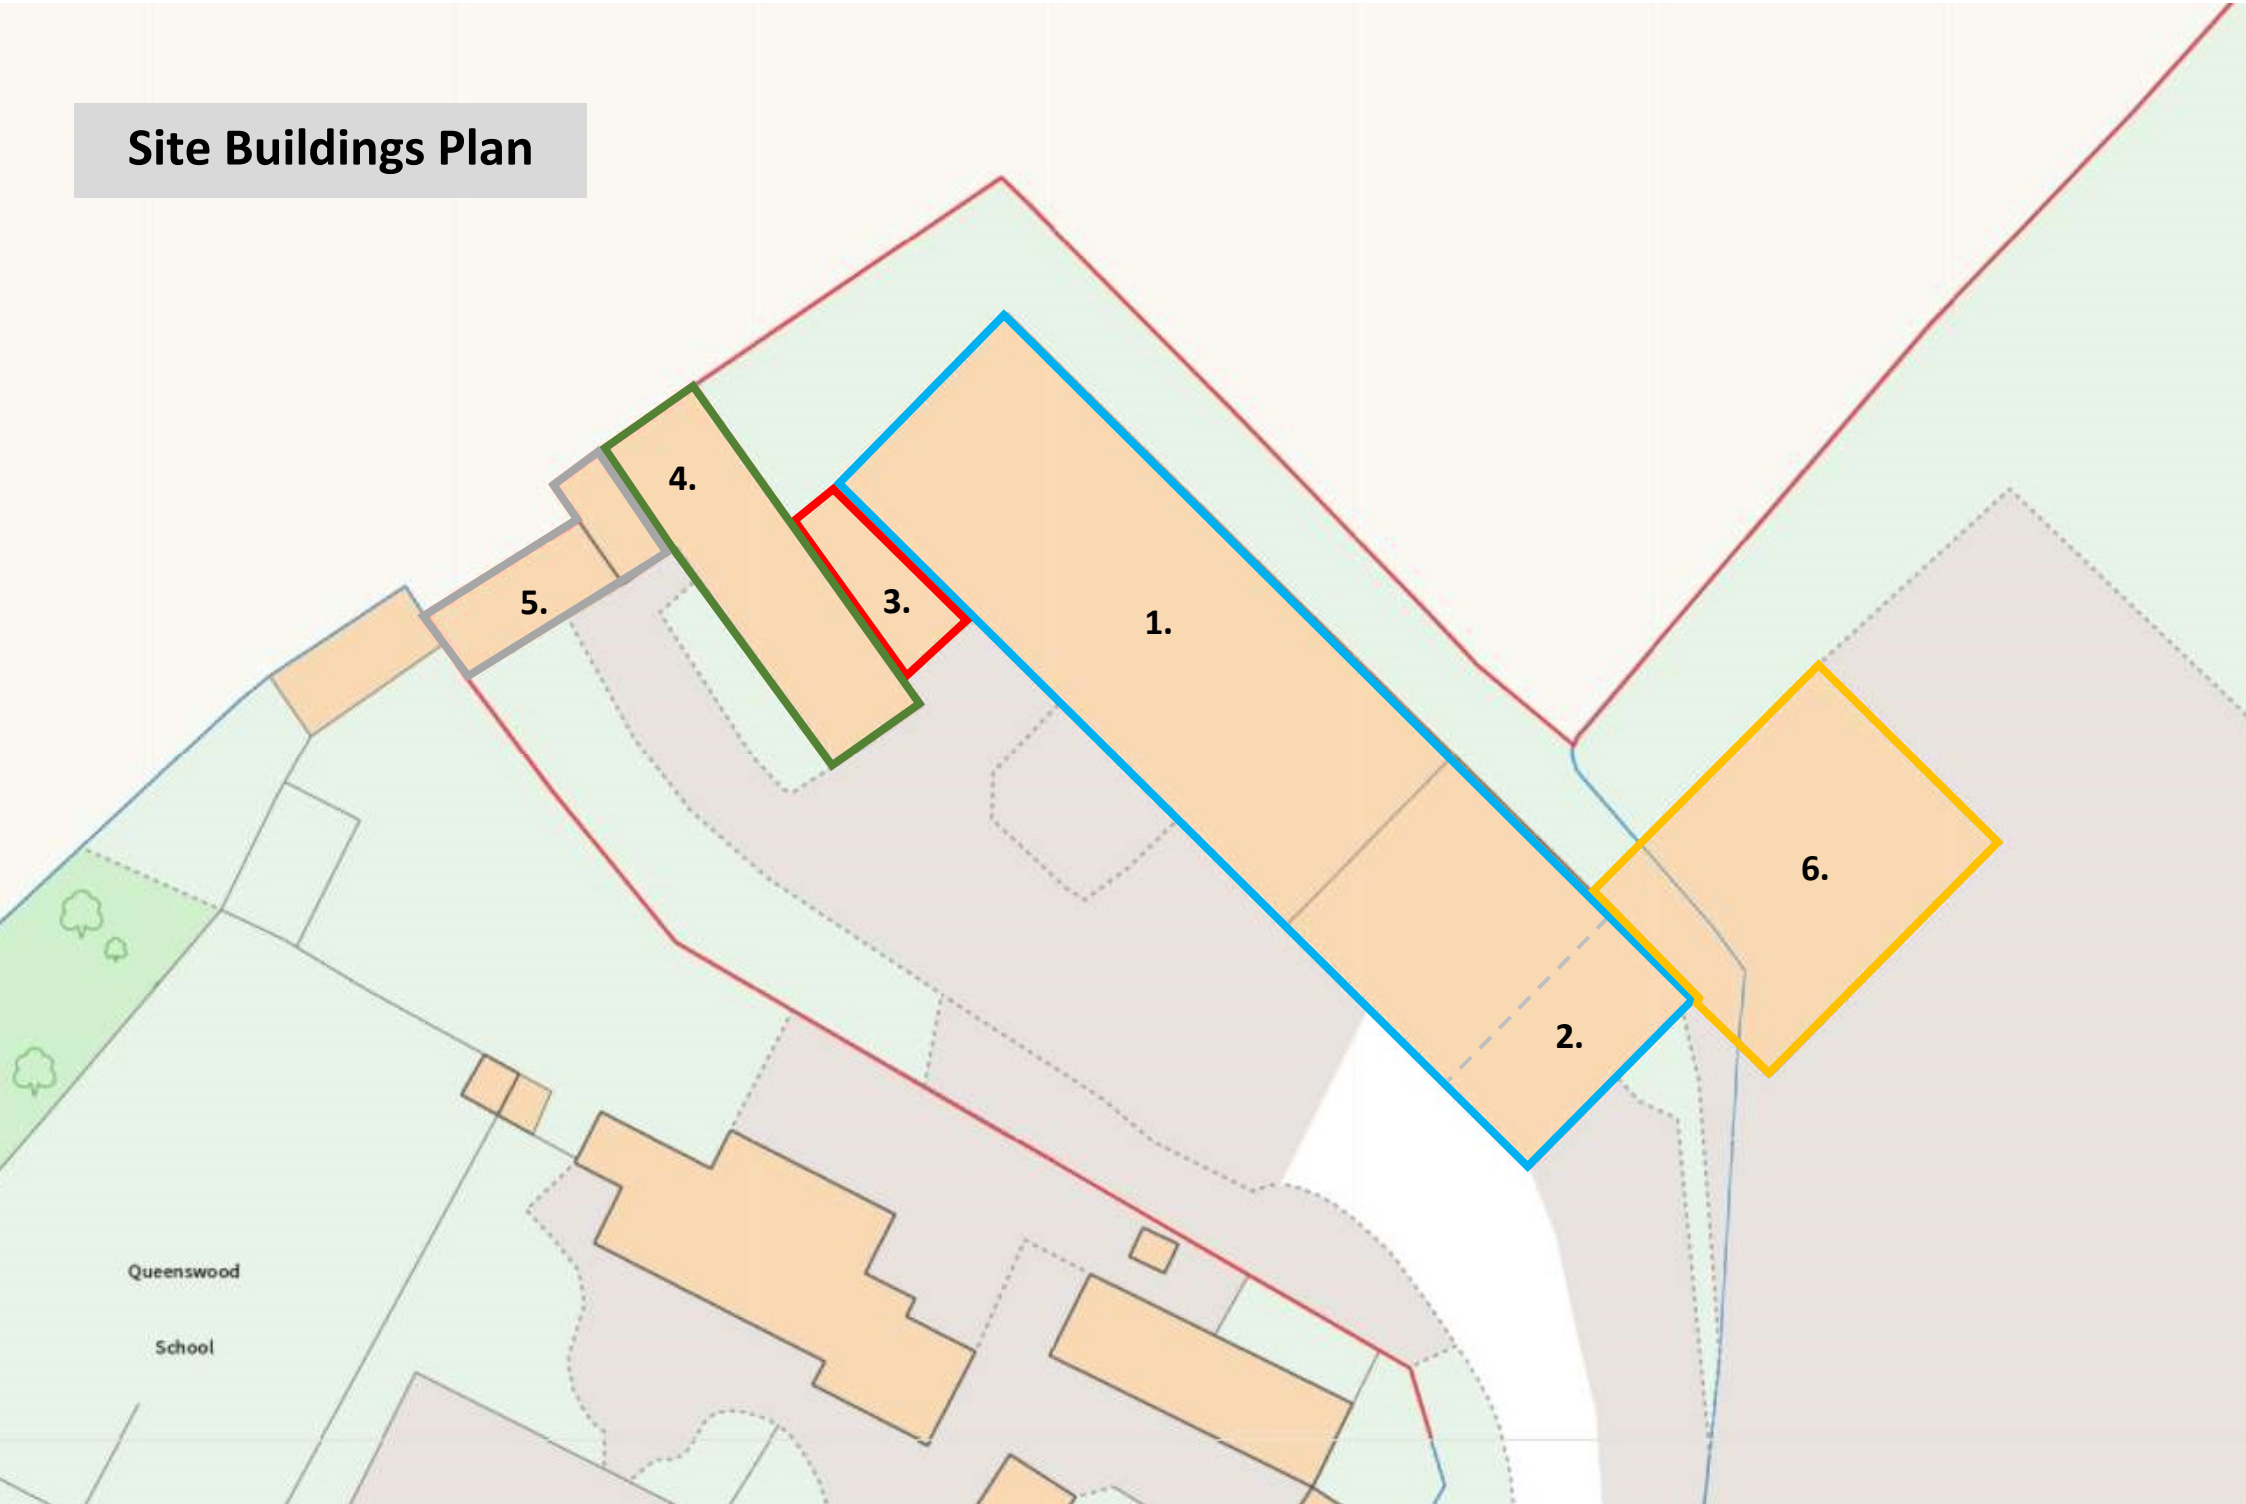 Site Buildings Plan
4.
3.
5.
1.
6.
2.
Queenswood
School